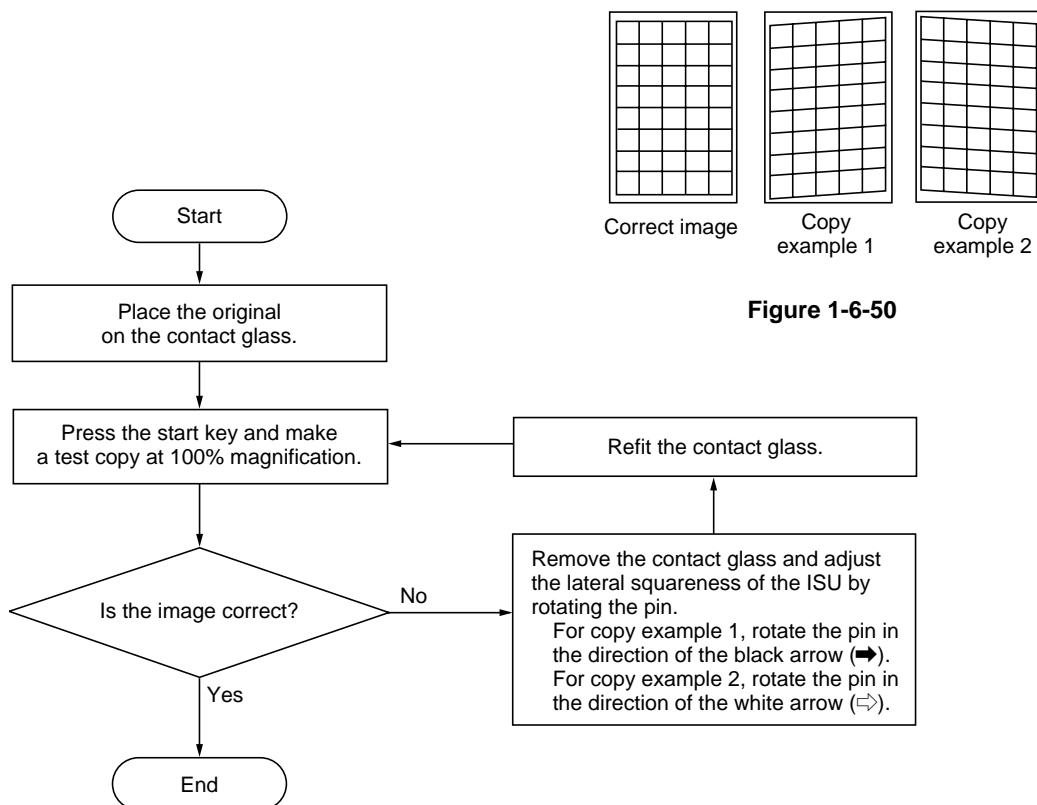 Correct image
Copy
example 1
Copy
example 2
Figure 1-6-50
Start
Place the original
on the contact glass.
Press the start key and make
a test copy at 100% magnification.
Refit the contact glass.
Is the image correct?
No
Remove the contact glass and adjust
the lateral squareness of the ISU by
rotating the pin.
For copy example 1, rotate the pin in
the direction of the black arrow (➡).
For copy example 2, rotate the pin in
the direction of the white arrow (⇨).
Yes
End